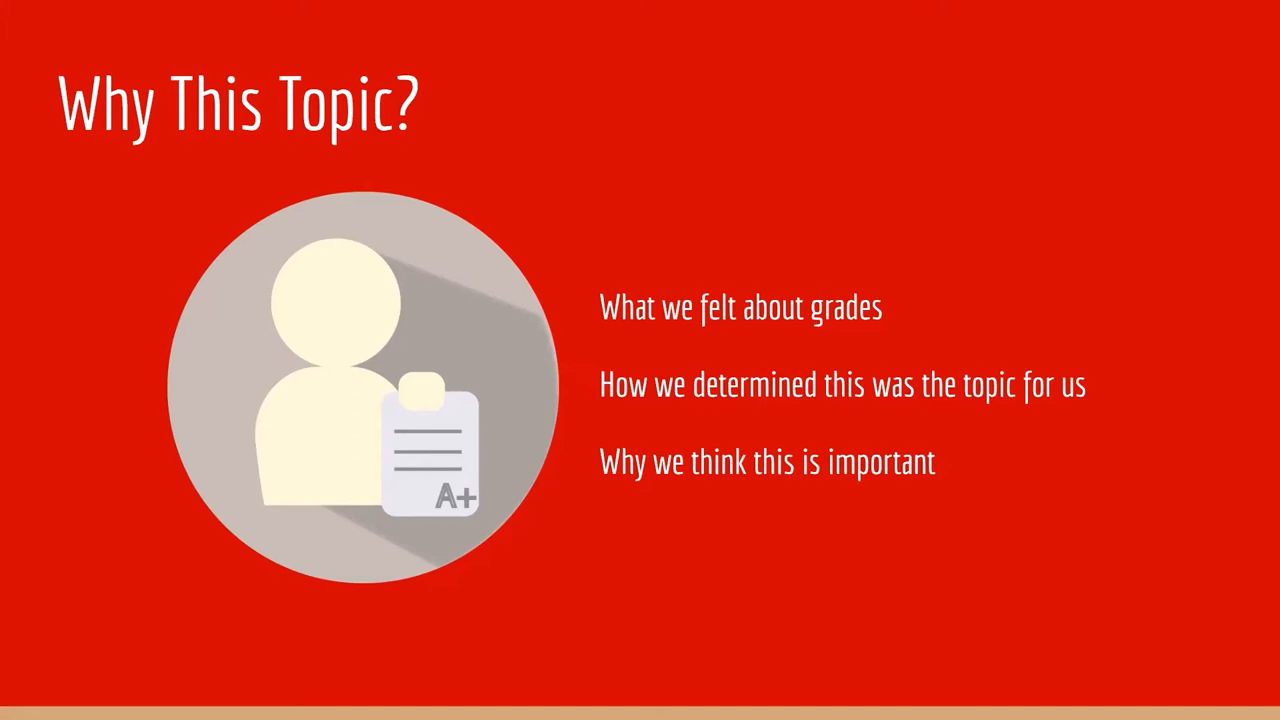 Why This Topic?
What we felt about grades
How we determined this was the topic for us
Why we think this is important
A+